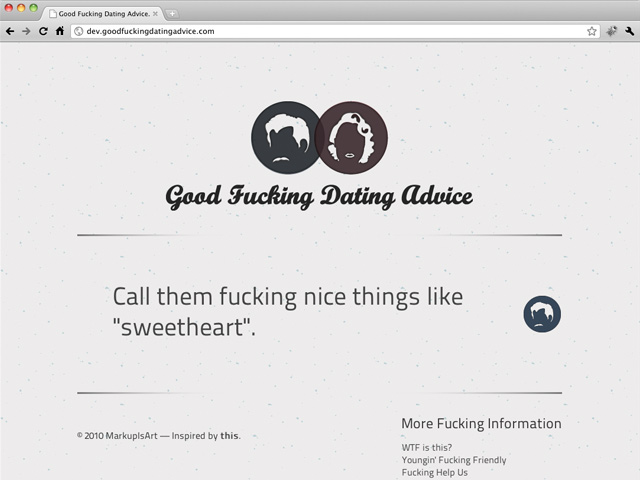 Good Fucking Dating Advice.
dev.goodfuckingdatingadvice.com
Good Fucking Dating Advice
Call them fucking nice things like
"sweetheart".
© 2010 MarkupIsArt — Inspired by this.
More Fucking Information
WTF is this?
Youngin' Fucking Friendly
Fucking Help Us